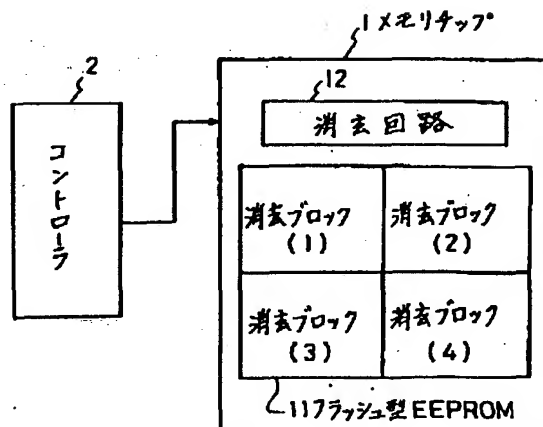 1 メモリチップ
2
12
消去回路
コントローラ
消去ブロック
(1)
消去ブロック
(2)
消去ブロック
(3)
消去ブロック
(4)
11フラッシュ型EEPROM